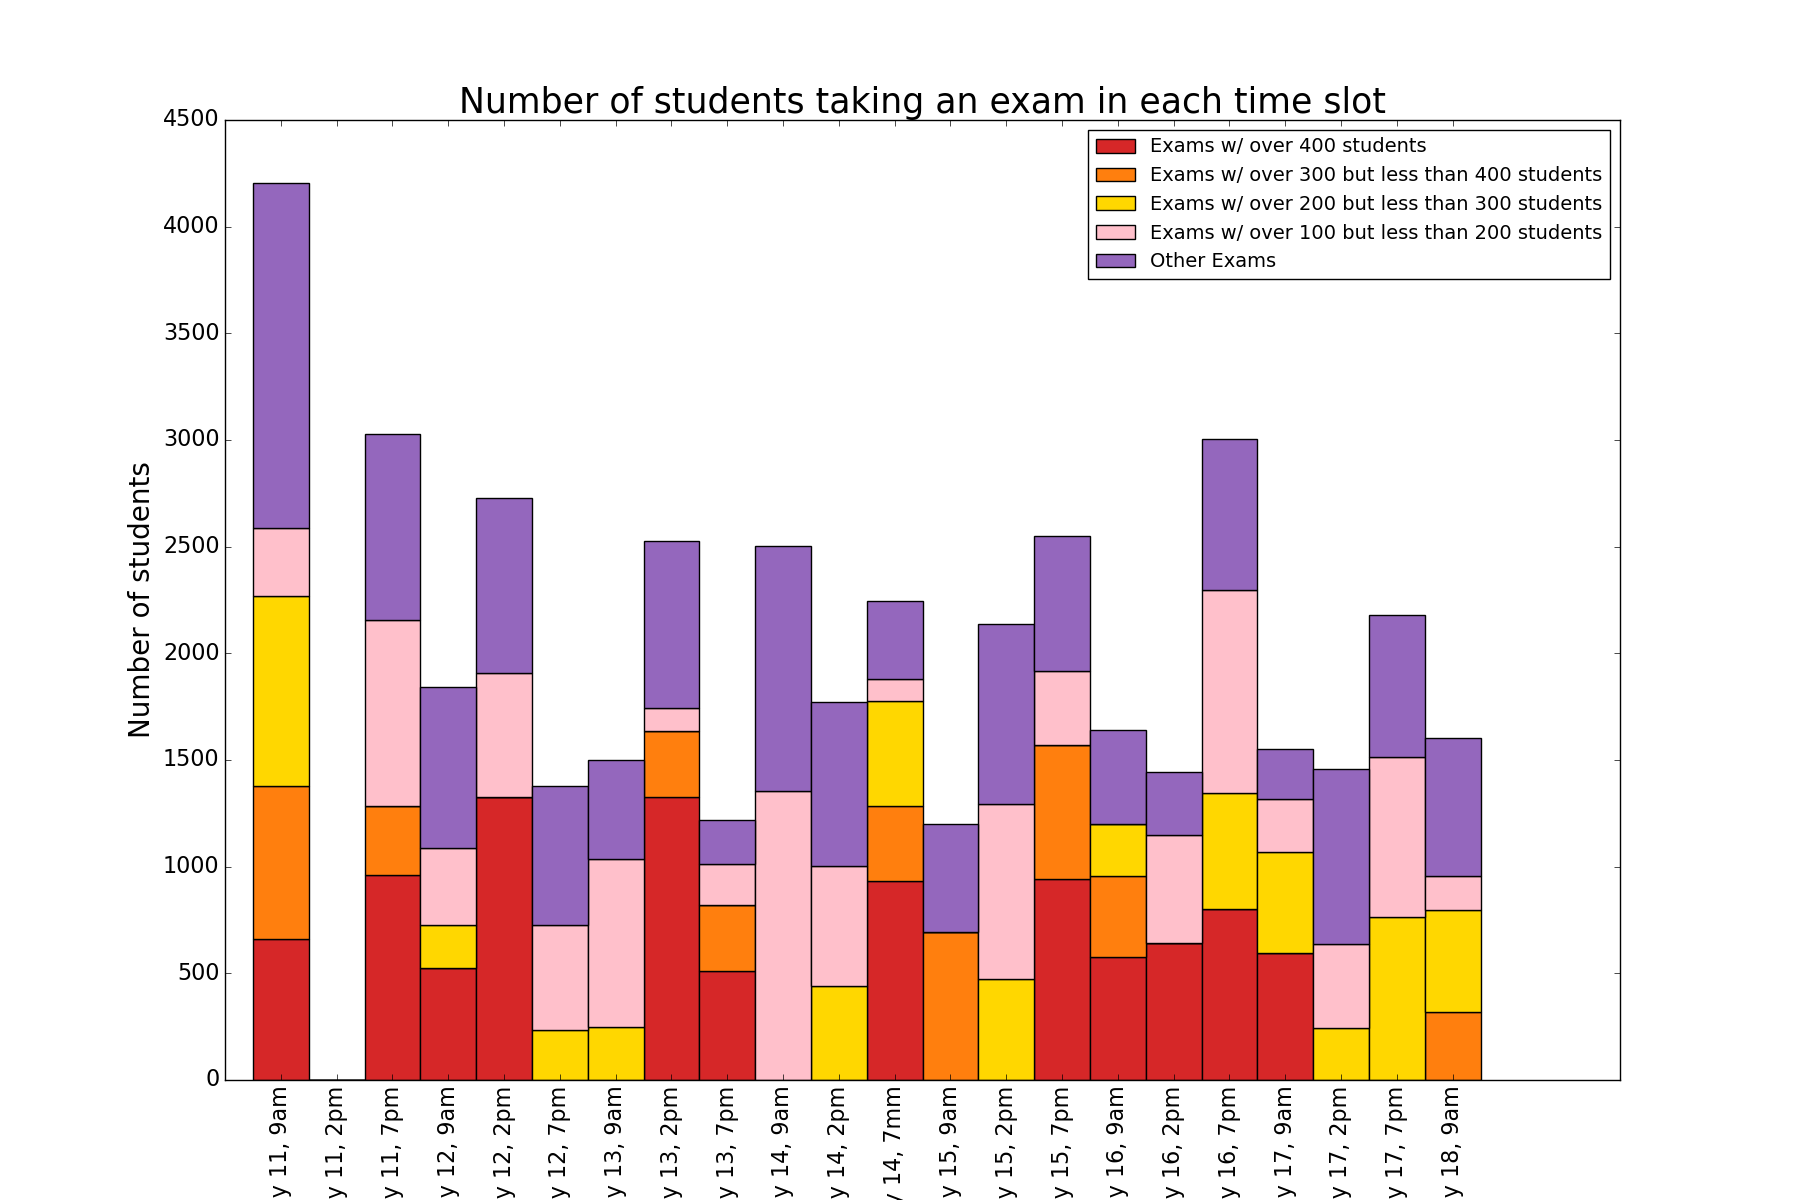 Number of students taking an exam in each time slot
Exams w/ over 400 students
Exams w/ over 300 but less than 400 students
Exams w/ over 200 but less than 300 students
Exams w/ over 100 but less than 200 students
Other Exams
Number of students
4500
4000
3500
3000
2500
2000
1500
1000
500
0
y 11, 9am
y 11, 2pm
y 11, 7pm
y 12, 9am
y 12, 2pm
y 12, 7pm
y 13, 9am
y 13, 2pm
y 13, 7pm
y 14, 9am
y 14, 2pm
y 14, 7mm
y 15, 9am
y 15, 2pm
y 15, 7pm
y 16, 9am
y 16, 2pm
y 16, 7pm
y 17, 9am
y 17, 2pm
y 17, 7pm
y 18, 9am